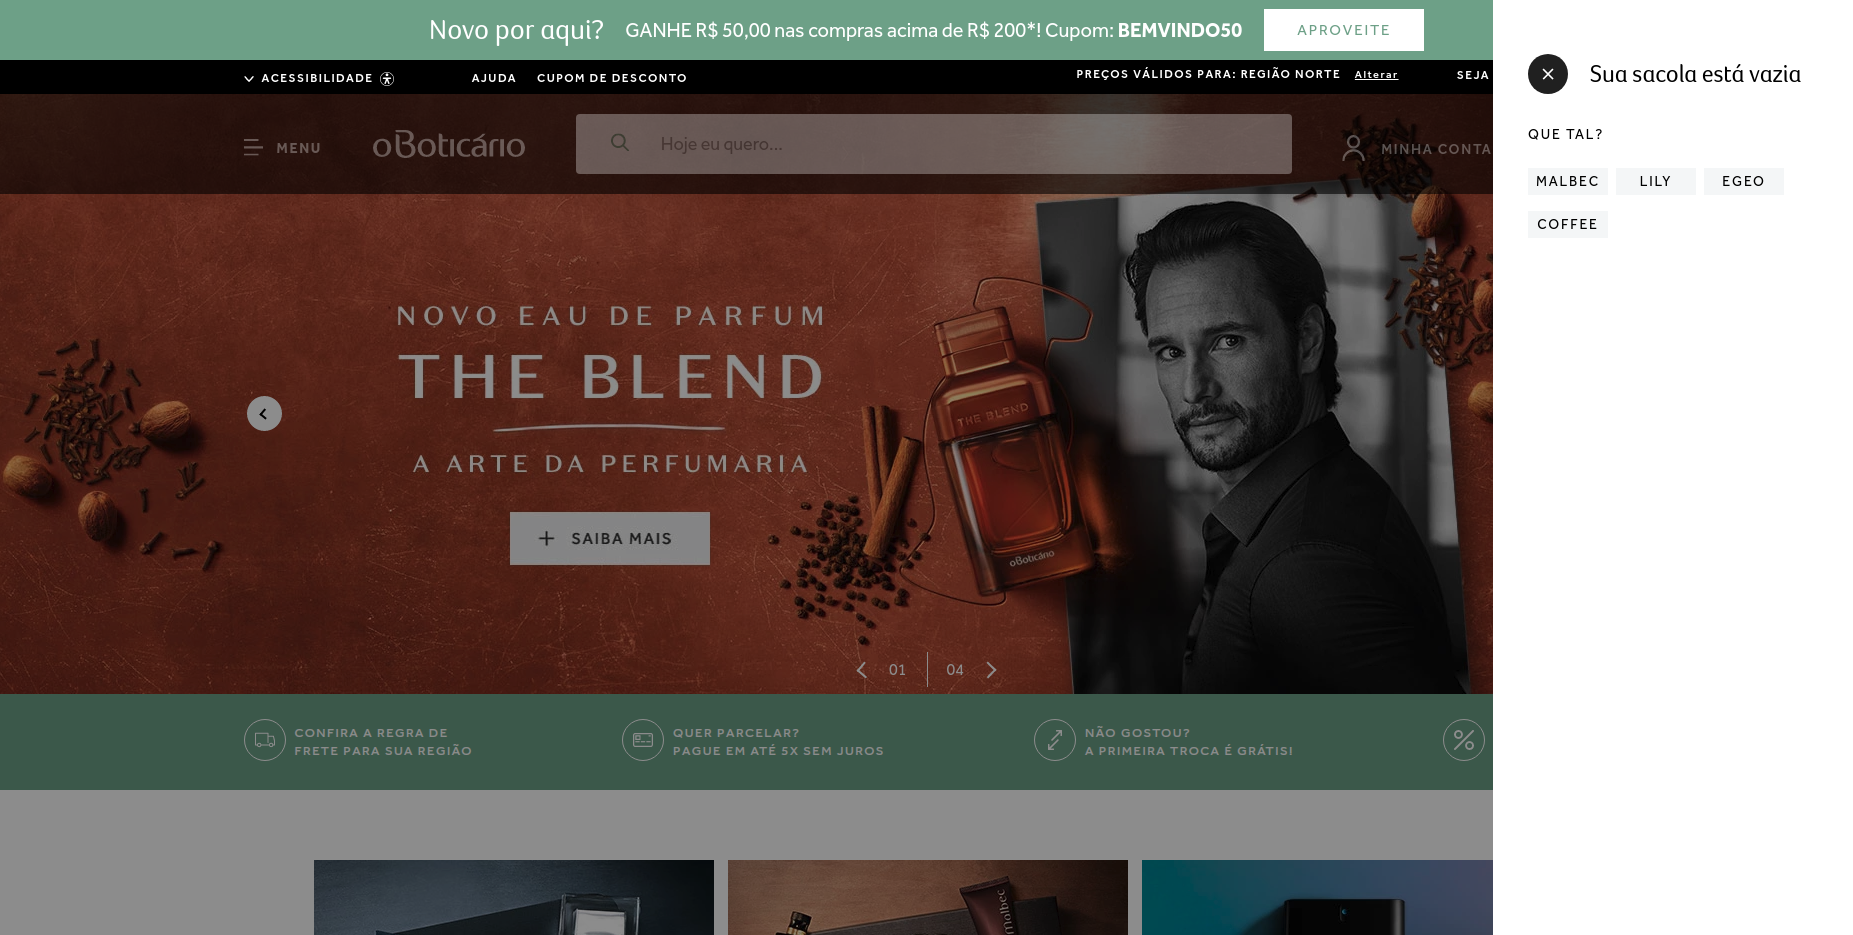 Novo por aqui? GANHE R$ 50,00 nas compras acima de R$ 200*! Cupom: BEMVINDO50 APROVEITE
ACESSIBILIDADE AJUDA CUPOM DE DESCONTO PREÇOS VÁLIDOS PARA: REGIÃO NORTE Alterar SEJA
MENU oBoticário Hoje eu quero... MINHA CONTA
NOVO EAU DE PARFUM
THE BLEND
A ARTE DA PERFUMARIA
+ SAIBA MAIS
THE BLEND
oBoticário
01 04
CONFIRA A REGRA DE
FRETE PARA SUA REGIÃO
QUER PARCELAR?
PAGUE EM ATÉ 5X SEM JUROS
NÃO GOSTOU?
A PRIMEIRA TROCA É GRÁTIS!
malbec
Sua sacola está vazia
QUE TAL?
MALBEC LILY EGEO
COFFEE